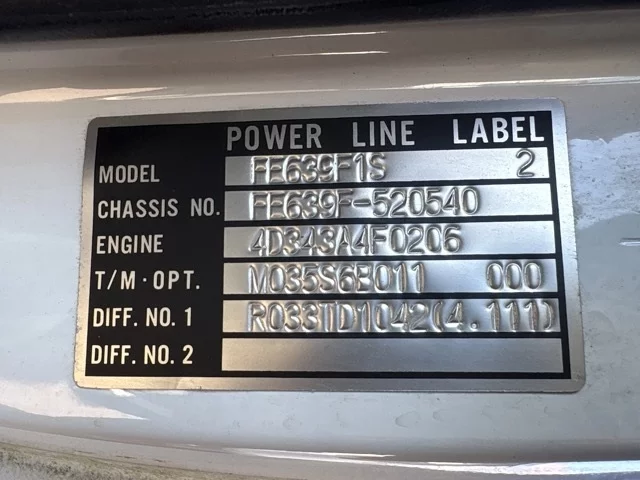 POWER LINE LABEL
MODEL FE639F1S 2
CHASSIS NO. FE639F-520540
ENGINE 4D343A4F0206
T/M·OPT. M035S6B011 000
DIFF. NO. 1 R033TD1042(4.111)
DIFF. NO. 2